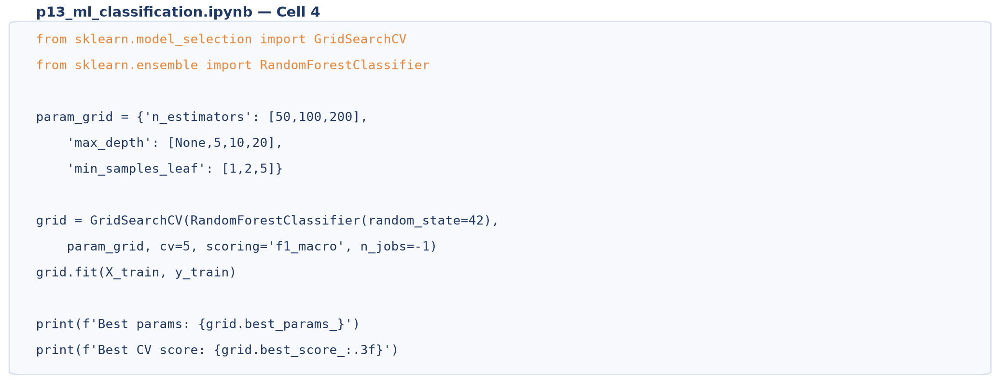 p13_ml_classification.ipynb — Cell 4
from sklearn.model_selection import GridSearchCV
from sklearn.ensemble import RandomForestClassifier
param_grid = {'n_estimators': [50,100,200],
    'max_depth': [None,5,10,20],
    'min_samples_leaf': [1,2,5]}
grid = GridSearchCV(RandomForestClassifier(random_state=42),
    param_grid, cv=5, scoring='f1_macro', n_jobs=-1)
grid.fit(X_train, y_train)
print(f'Best params: {grid.best_params_}')
print(f'Best CV score: {grid.best_score_:.3f}')